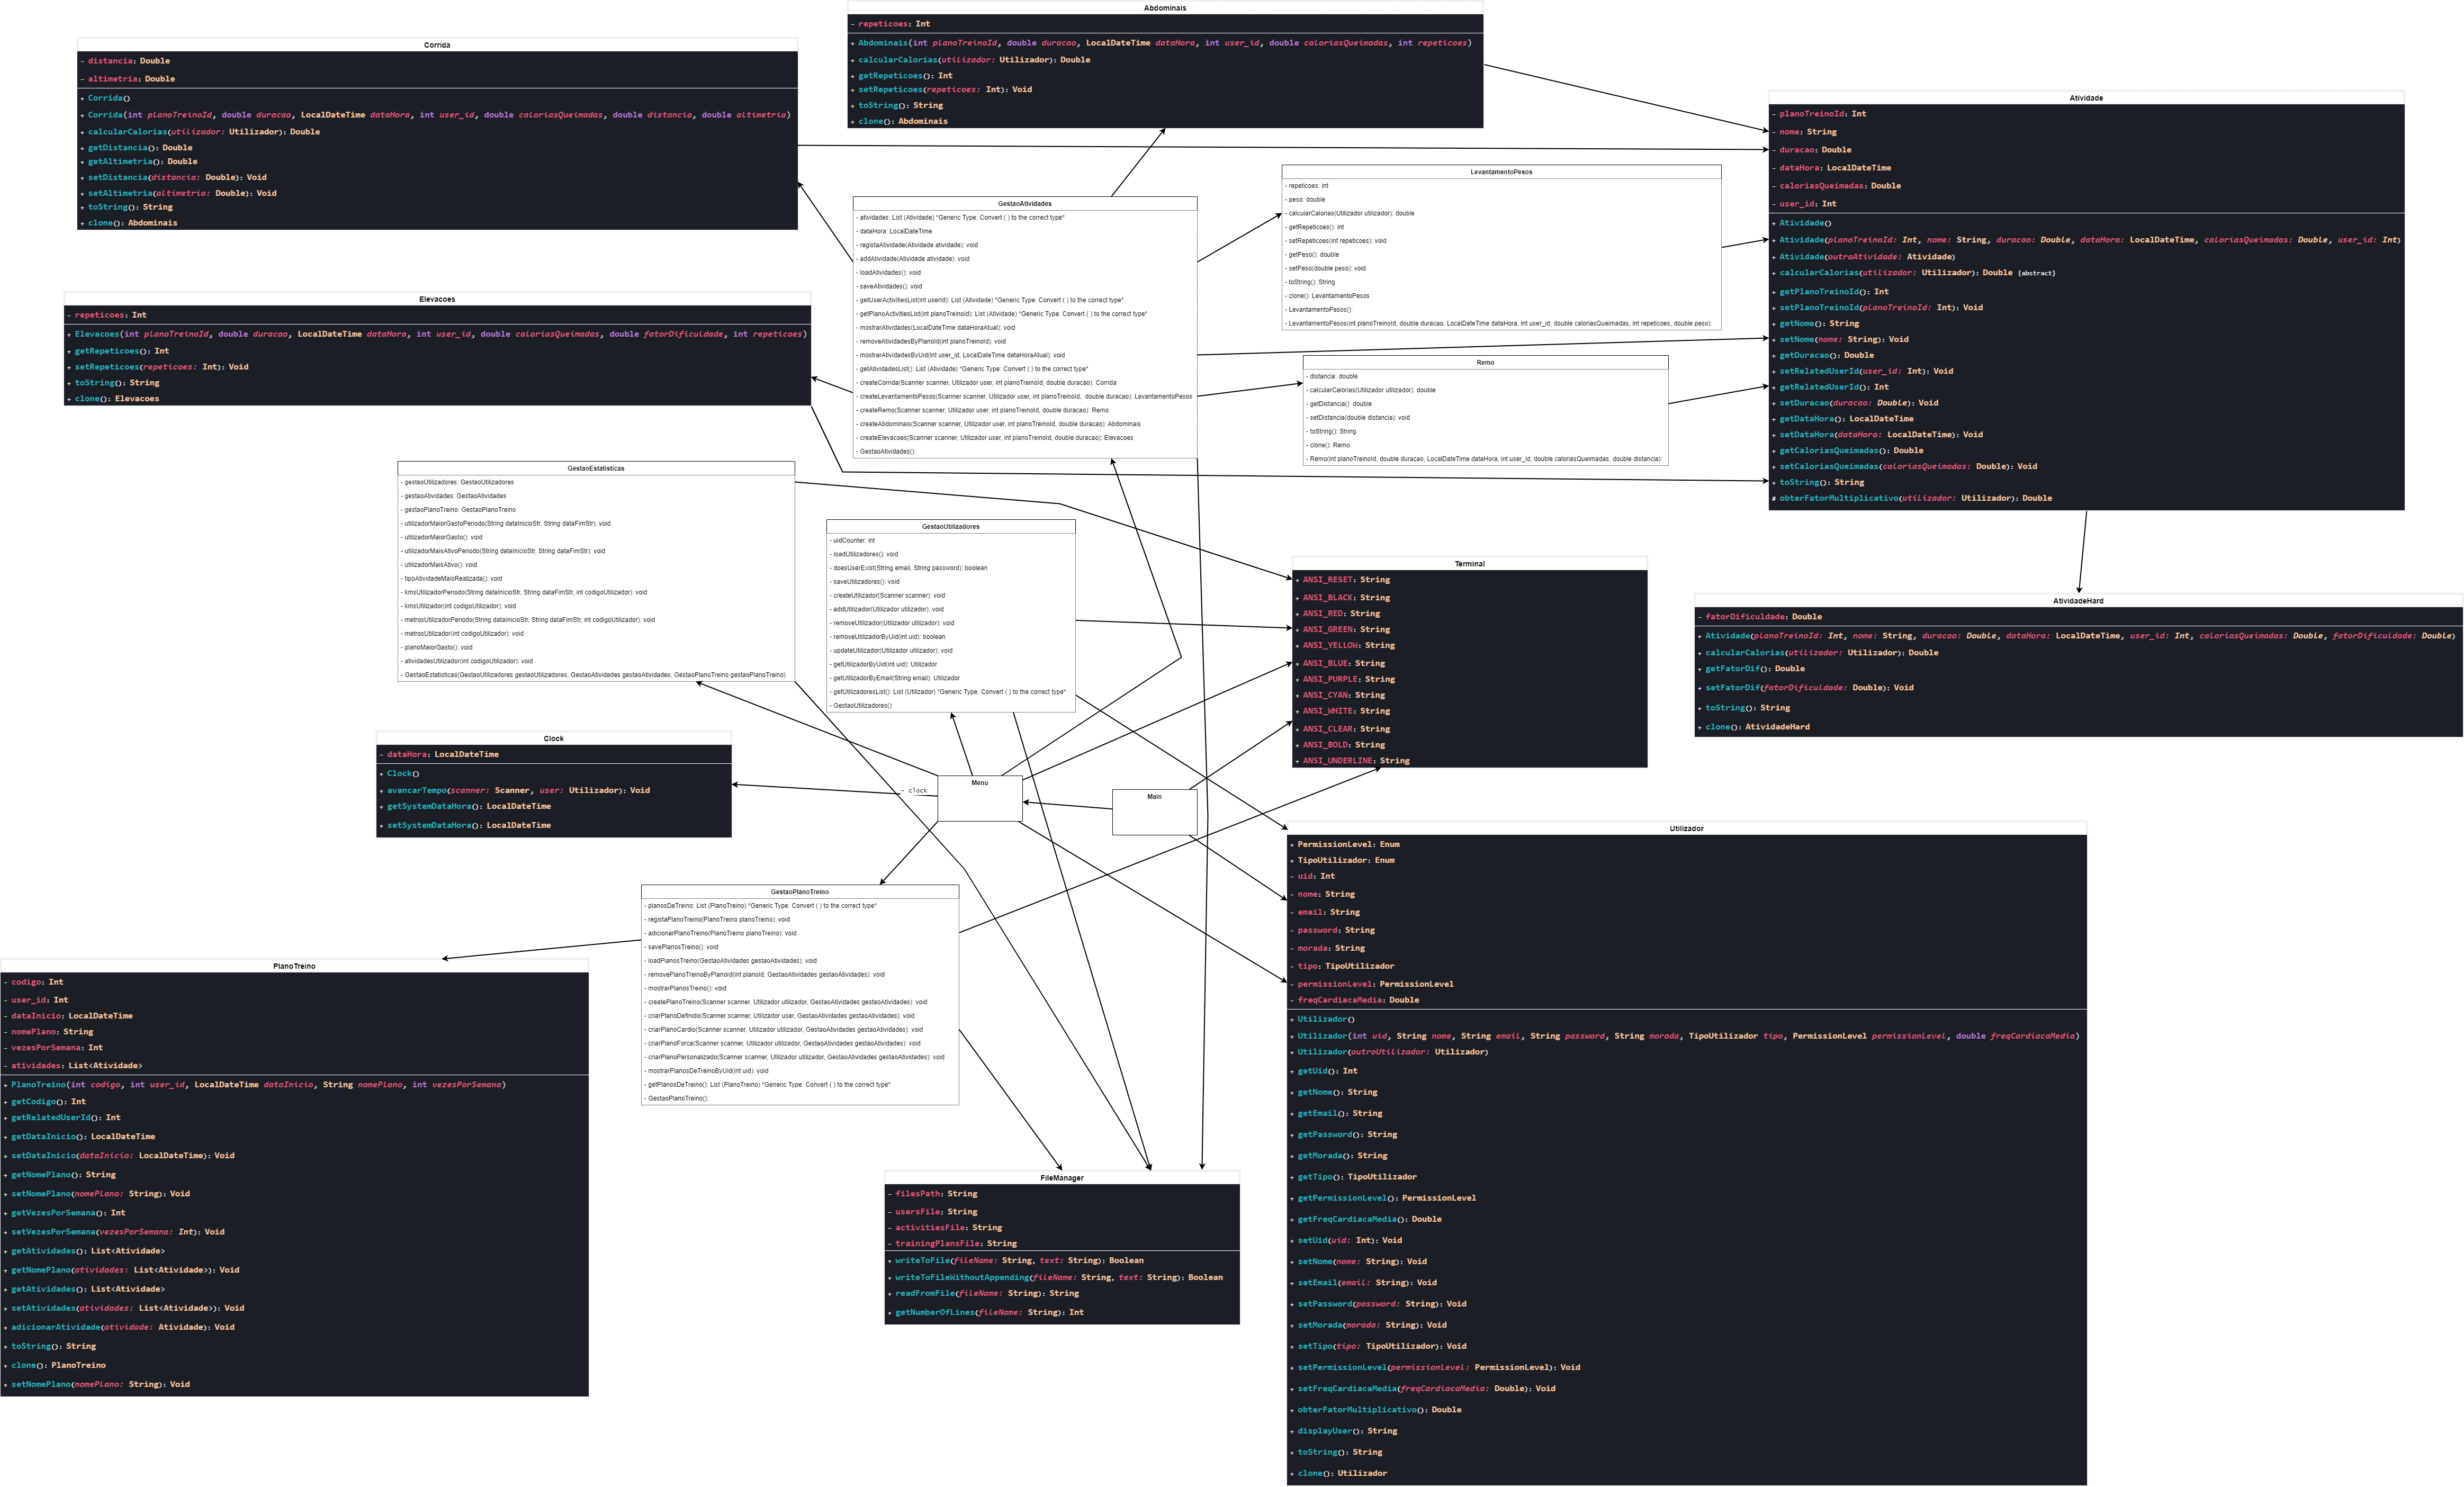 Abdominais
- repeticoes: Int
+ Abdominais(int planoTreinoId, double duracao, LocalDateTime dataHora, int user_id, double caloriasQueimadas, int repeticoes)
+ calcularCalorias(utilizador: Utilizador): Double
+ getRepeticoes(): Int
+ setRepeticoes(repeticoes: Int): Void
+ toString(): String
+ clone(): Abdominais
Corrida
- distancia: Double
- altimetria: Double
+ Corrida()
+ Corrida(int planoTreinoId, double duracao, LocalDateTime dataHora, int user_id, double caloriasQueimadas, double distancia, double altimetria)
+ calcularCalorias(utilizador: Utilizador): Double
+ getDistancia(): Double
+ getAltimetria(): Double
+ setDistancia(distancia: Double): Void
+ setAltimetria(altimetria: Double): Void
+ toString(): String
+ clone(): Abdominais
Atividade
- planoTreinoId: Int
- nome: String
- duracao: Double
- dataHora: LocalDateTime
- caloriasQueimadas: Double
- user_id: Int
+ Atividade()
+ Atividade(planoTreinoId: Int, nome: String, duracao: Double, dataHora: LocalDateTime, caloriasQueimadas: Double, user_id: Int)
+ Atividade(outraAtividade: Atividade)
+ calcularCalorias(utilizador: Utilizador): Double {abstract}
+ getPlanoTreinoId(): Int
+ setPlanoTreinoId(planoTreinoId: Int): Void
+ getNome(): String
+ setNome(nome: String): Void
+ getDuracao(): Double
+ setRelatedUserId(user_id: Int): Void
+ getRelatedUserId(): Int
+ setDuracao(duracao: Double): Void
+ getDataHora(): LocalDateTime
+ setDataHora(dataHora: LocalDateTime): Void
+ getCaloriasQueimadas(): Double
+ setCaloriasQueimadas(caloriasQueimadas: Double): Void
+ toString(): String
# obterFatorMultiplicativo(utilizador: Utilizador): Double
LevantamentoPesos
- repeticoes: int
- peso: double
- calcularCalorias(Utilizador utilizador): double
- getRepeticoes(): int
- setRepeticoes(int repeticoes): void
- getPeso(): double
- setPeso(double peso): void
- toString(): String
- clone(): LevantamentoPesos
- LevantamentoPesos():
- LevantamentoPesos(int planoTreinoId, double duracao, LocalDateTime dataHora, int user_id, double caloriasQueimadas, int repeticoes, double peso):
GestaoAtividades
- atividades: List (Atividade) "Generic Type: Convert ( ) to the correct type"
- dataHora: LocalDateTime
- registaAtividade(Atividade atividade): void
- addAtividade(Atividade atividade): void
- loadAtividades(): void
- saveAtividades(): void
- getUserActivitiesList(int userId): List (Atividade) "Generic Type: Convert ( ) to the correct type"
- getPlanoActivitiesList(int planoTreinoId): List (Atividade) "Generic Type: Convert ( ) to the correct type"
- mostrarAtividades(LocalDateTime dataHoraAtual): void
- removeAtividadesByPlanoId(int planoTreinoId): void
- mostrarAtividadesByUid(int user_id, LocalDateTime dataHoraAtual): void
- getAtividadesList(): List (Atividade) "Generic Type: Convert ( ) to the correct type"
- createCorrida(Scanner scanner, Utilizador user, int planoTreinoId, double duracao): Corrida
- createLevantamentoPesos(Scanner scanner, Utilizador user, int planoTreinoId, double duracao): LevantamentoPesos
- createRemo(Scanner scanner, Utilizador user, int planoTreinoId, double duracao): Remo
- createAbdominais(Scanner scanner, Utilizador user, int planoTreinoId, double duracao): Abdominais
- createElevacoes(Scanner scanner, Utilizador user, int planoTreinoId, double duracao): Elevacoes
- GestaoAtividades():
Elevacoes
- repeticoes: Int
+ Elevacoes(int planoTreinoId, double duracao, LocalDateTime dataHora, int user_id, double caloriasQueimadas, double fatorDificuldade, int repeticoes)
+ getRepeticoes(): Int
+ setRepeticoes(repeticoes: Int): Void
+ toString(): String
+ clone(): Elevacoes
Remo
- distancia: double
- calcularCalorias(Utilizador utilizador): double
- getDistancia(): double
- setDistancia(double distancia): void
- toString(): String
- clone(): Remo
- Remo(int planoTreinoId, double duracao, LocalDateTime dataHora, int user_id, double caloriasQueimadas, double distancia):
GestaoEstatisticas
- gestaoUtilizadores: GestaoUtilizadores
- gestaoAtividades: GestaoAtividades
- gestaoPlanoTreino: GestaoPlanoTreino
- utilizadorMaiorGastoPeriodo(String dataInicioStr, String dataFimStr): void
- utilizadorMaiorGasto(): void
- utilizadorMaisAtivoPeriodo(String dataInicioStr, String dataFimStr): void
- utilizadorMaisAtivo(): void
- tipoAtividadeMaisRealizada(): void
- kmsUtilizadorPeriodo(String dataInicioStr, String dataFimStr, int codigoUtilizador): void
- kmsUtilizador(int codigoUtilizador): void
- metrosUtilizadorPeriodo(String dataInicioStr, String dataFimStr, int codigoUtilizador): void
- metrosUtilizador(int codigoUtilizador): void
- planoMaiorGasto(): void
- atividadesUtilizador(int codigoUtilizador): void
- GestaoEstatisticas(GestaoUtilizadores gestaoUtilizadores, GestaoAtividades gestaoAtividades, GestaoPlanoTreino gestaoPlanoTreino)
GestaoUtilizadores
- uidCounter: int
- loadUtilizadores(): void
- doesUserExist(String email, String password): boolean
- saveUtilizadores(): void
- createUtilizador(Scanner scanner): void
- addUtilizador(Utilizador utilizador): void
- removeUtilizador(Utilizador utilizador): void
- removeUtilizadorByUid(int uid): boolean
- updateUtilizador(Utilizador utilizador): void
- getUtilizadorByUid(int uid): Utilizador
- getUtilizadorByEmail(String email): Utilizador
- getUtilizadoresList(): List (Utilizador) "Generic Type: Convert ( ) to the correct type"
- GestaoUtilizadores():
Terminal
+ ANSI_RESET: String
+ ANSI_BLACK: String
+ ANSI_RED: String
+ ANSI_GREEN: String
+ ANSI_YELLOW: String
+ ANSI_BLUE: String
+ ANSI_PURPLE: String
+ ANSI_CYAN: String
+ ANSI_WHITE: String
+ ANSI_CLEAR: String
+ ANSI_BOLD: String
+ ANSI_UNDERLINE: String
AtividadeHard
- fatorDificuldade: Double
+ Atividade(planoTreinoId: Int, nome: String, duracao: Double, dataHora: LocalDateTime, user_id: Int, caloriasQueimadas: Double, fatorDificuldade: Double)
+ calcularCalorias(utilizador: Utilizador): Double
+ getFatorDif(): Double
+ setFatorDif(fatorDificuldade: Double): Void
+ toString(): String
+ clone(): AtividadeHard
Clock
- dataHora: LocalDateTime
+ Clock()
+ avancarTempo(scanner: Scanner, user: Utilizador): Void
+ getSystemDataHora(): LocalDateTime
+ setSystemDataHora(): LocalDateTime
- clock
Menu
Main
Utilizador
+ PermissionLevel: Enum
+ TipoUtilizador: Enum
- uid: Int
- nome: String
- email: String
- password: String
- morada: String
- tipo: TipoUtilizador
- permissionLevel: PermissionLevel
- freqCardiacaMedia: Double
+ Utilizador()
+ Utilizador(int uid, String nome, String email, String password, String morada, TipoUtilizador tipo, PermissionLevel permissionLevel, double freqCardiacaMedia)
+ Utilizador(outroUtilizador: Utilizador)
+ getUid(): Int
+ getNome(): String
+ getEmail(): String
+ getPassword(): String
+ getMorada(): String
+ getTipo(): TipoUtilizador
+ getPermissionLevel(): PermissionLevel
+ getFreqCardiacaMedia(): Double
+ setUid(uid: Int): Void
+ setNome(nome: String): Void
+ setEmail(email: String): Void
+ setPassword(password: String): Void
+ setMorada(morada: String): Void
+ setTipo(tipo: TipoUtilizador): Void
+ setPermissionLevel(permissionLevel: PermissionLevel): Void
+ setFreqCardiacaMedia(freqCardiacaMedia: Double): Void
+ obterFatorMultiplicativo(): Double
+ displayUser(): String
+ toString(): String
+ clone(): Utilizador
GestaoPlanoTreino
- planosDeTreino: List (PlanoTreino) "Generic Type: Convert ( ) to the correct type"
- registaPlanoTreino(PlanoTreino planoTreino): void
- adicionarPlanoTreino(PlanoTreino planoTreino): void
- savePlanosTreino(): void
- loadPlanosTreino(GestaoAtividades gestaoAtividades): void
- removePlanoTreinoByPlanoId(int planoId, GestaoAtividades gestaoAtividades): void
- mostrarPlanosTreino(): void
- createPlanoTreino(Scanner scanner, Utilizador utilizador, GestaoAtividades gestaoAtividades): void
- criarPlanoDefinido(Scanner scanner, Utilizador user, GestaoAtividades gestaoAtividades): void
- criarPlanoCardio(Scanner scanner, Utilizador utilizador, GestaoAtividades gestaoAtividades): void
- criarPlanoForca(Scanner scanner, Utilizador utilizador, GestaoAtividades gestaoAtividades): void
- criarPlanoPersonalizado(Scanner scanner, Utilizador utilizador, GestaoAtividades gestaoAtividades): void
- mostrarPlanosDeTreinoByUid(int uid): void
- getPlanosDeTreino(): List (PlanoTreino) "Generic Type: Convert ( ) to the correct type"
- GestaoPlanoTreino():
PlanoTreino
- codigo: Int
- user_id: Int
- dataInicio: LocalDateTime
- nomePlano: String
- vezesPorSemana: Int
- atividades: List<Atividade>
+ PlanoTreino(int codigo, int user_id, LocalDateTime dataInicio, String nomePlano, int vezesPorSemana)
+ getCodigo(): Int
+ getRelatedUserId(): Int
+ getDataInicio(): LocalDateTime
+ setDataInicio(dataInicio: LocalDateTime): Void
+ getNomePlano(): String
+ setNomePlano(nomePlano: String): Void
+ getVezesPorSemana(): Int
+ setVezesPorSemana(vezesPorSemana: Int): Void
+ getAtividades(): List<Atividade>
+ getNomePlano(atividades: List<Atividade>): Void
+ getAtividades(): List<Atividade>
+ setAtividades(atividades: List<Atividade>): Void
+ adicionarAtividade(atividade: Atividade): Void
+ toString(): String
+ clone(): PlanoTreino
+ setNomePlano(nomePlano: String): Void
FileManager
- filesPath: String
- usersFile: String
- activitiesFile: String
- trainingPlansFile: String
+ writeToFile(fileName: String, text: String): Boolean
+ writeToFileWithoutAppending(fileName: String, text: String): Boolean
+ readFromFile(fileName: String): String
+ getNumberOfLines(fileName: String): Int